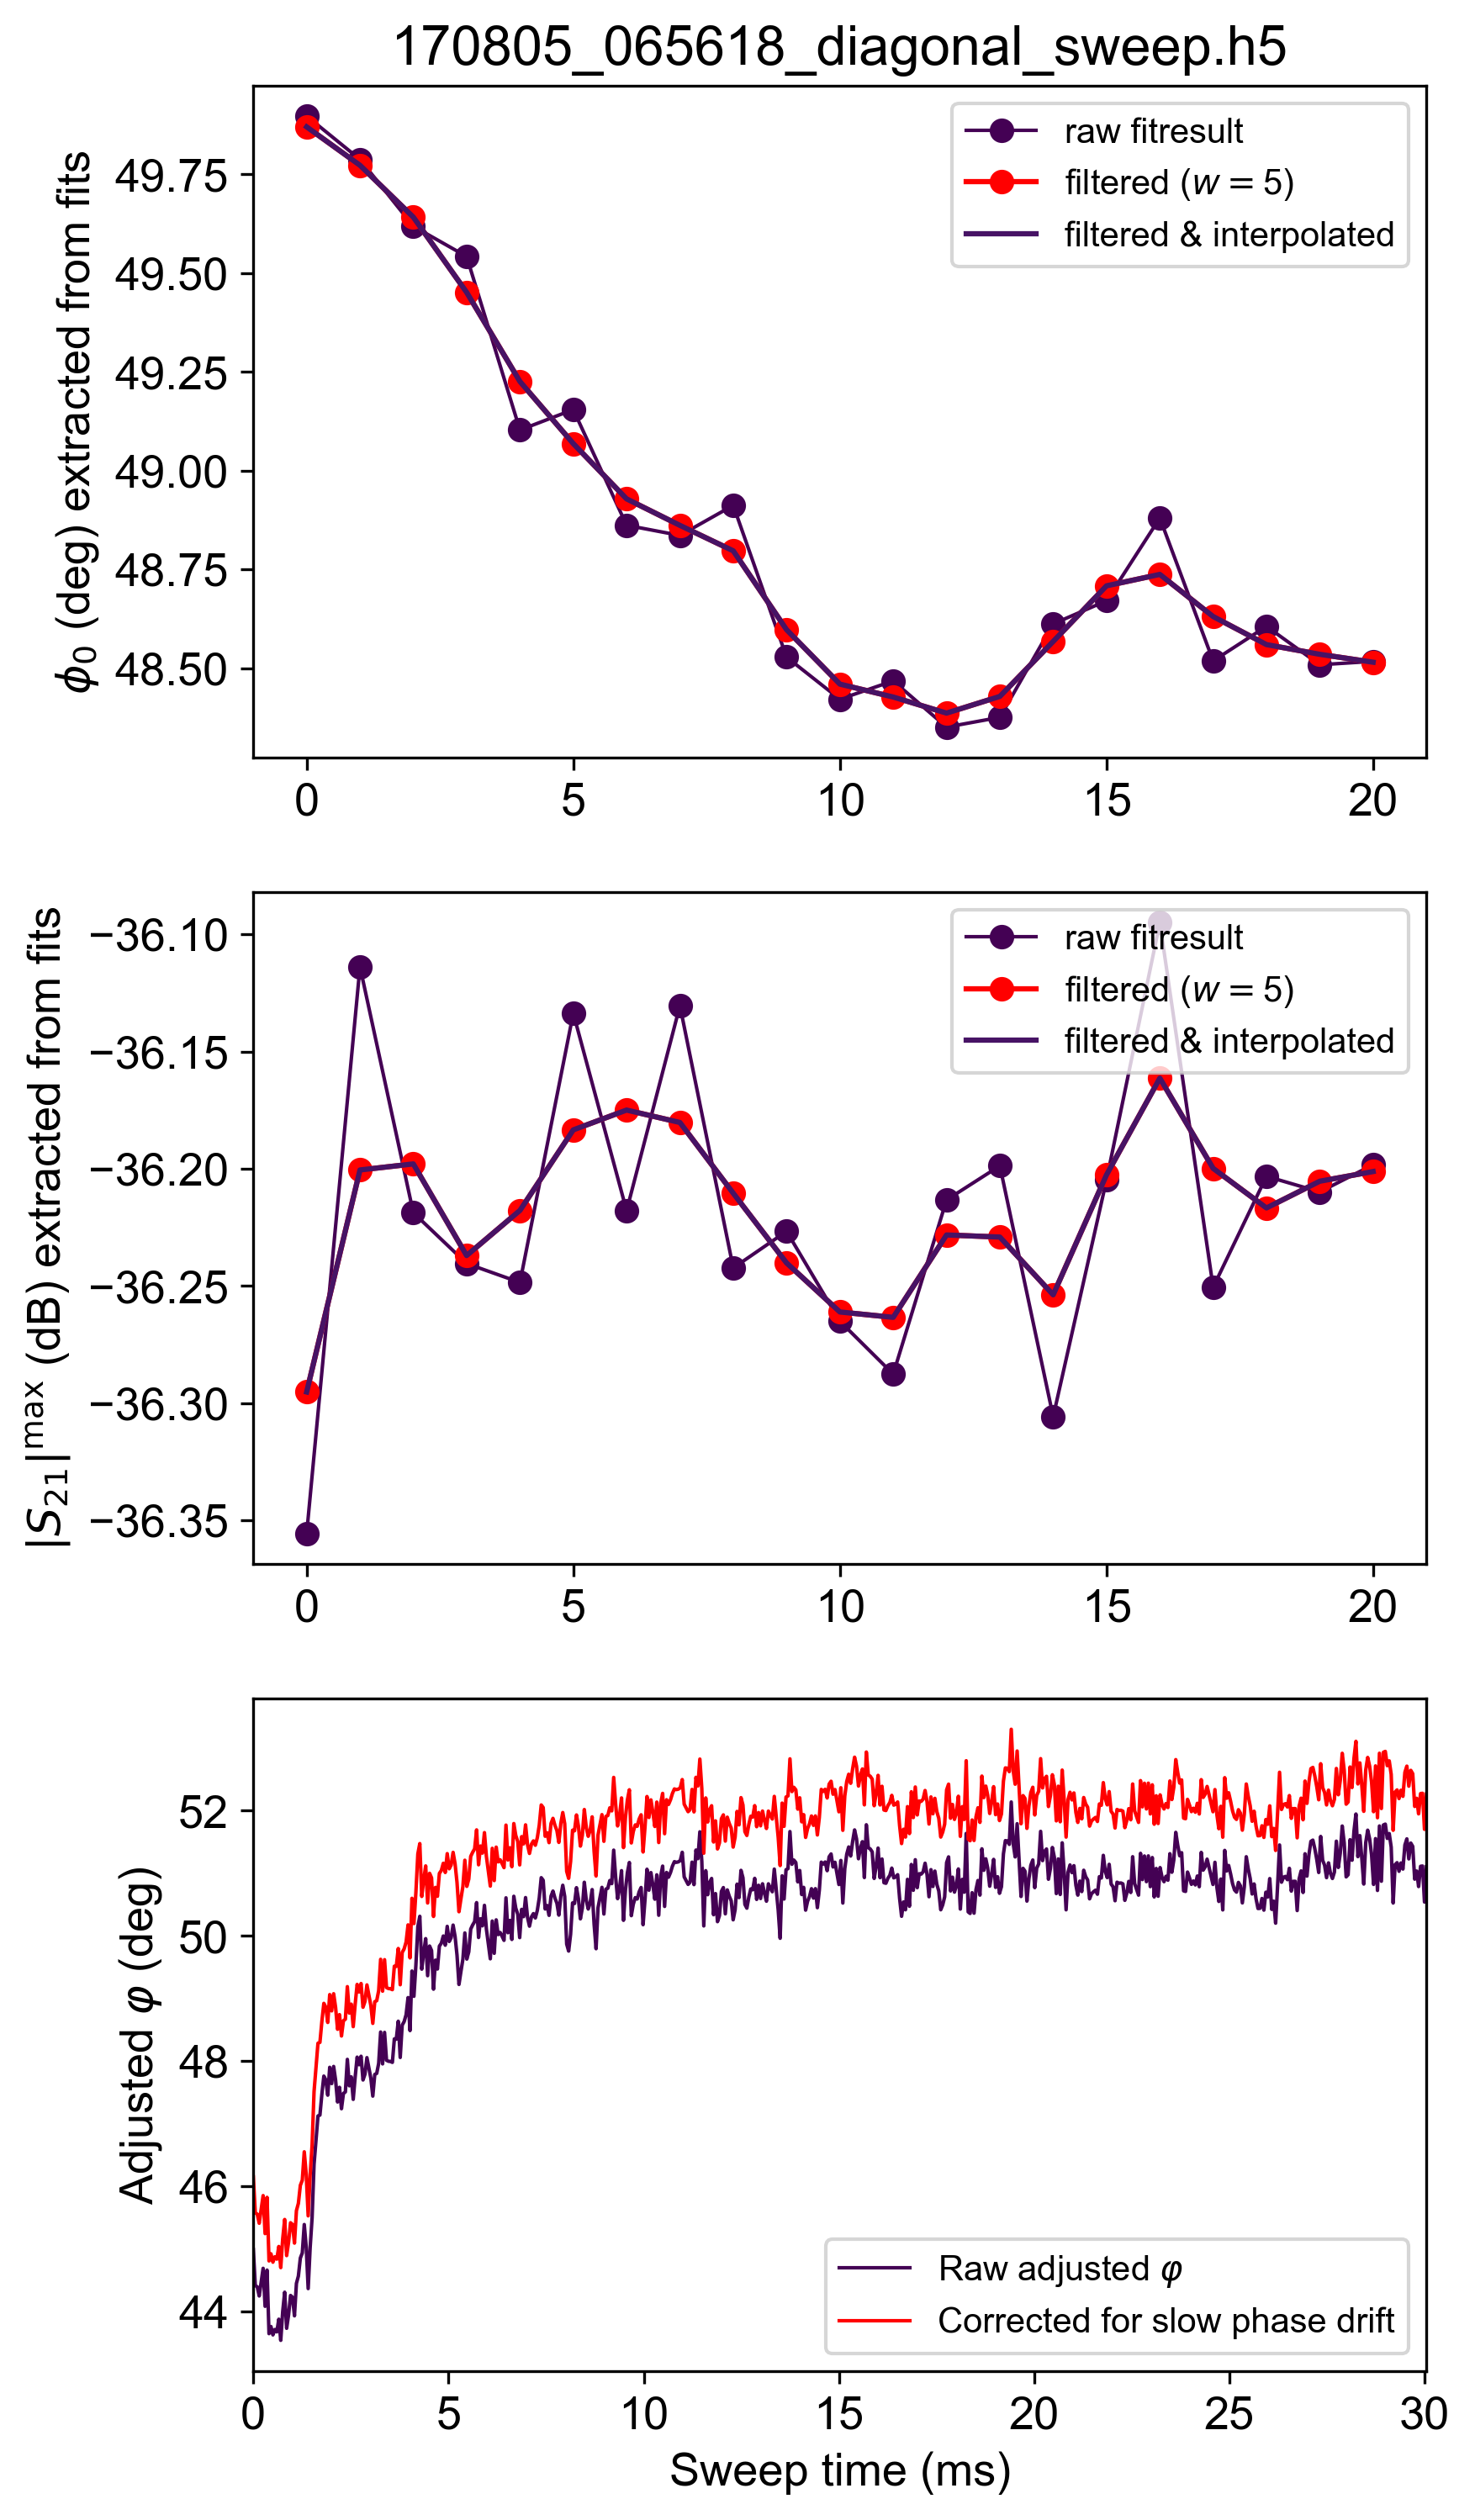 170805_065618_diagonal_sweep.h5
ϕ0 (deg) extracted from fits
49.75
49.50
49.25
49.00
48.75
48.50
raw fitresult
filtered (w = 5)
filtered & interpolated
0 5 10 15 20
|S21|max (dB) extracted from fits
−36.10
−36.15
−36.20
−36.25
−36.30
−36.35
raw fitresult
filtered (w = 5)
filtered & interpolated
0 5 10 15 20
Adjusted φ (deg)
52
50
48
46
44
Raw adjusted φ
Corrected for slow phase drift
0 5 10 15 20 25 30
Sweep time (ms)